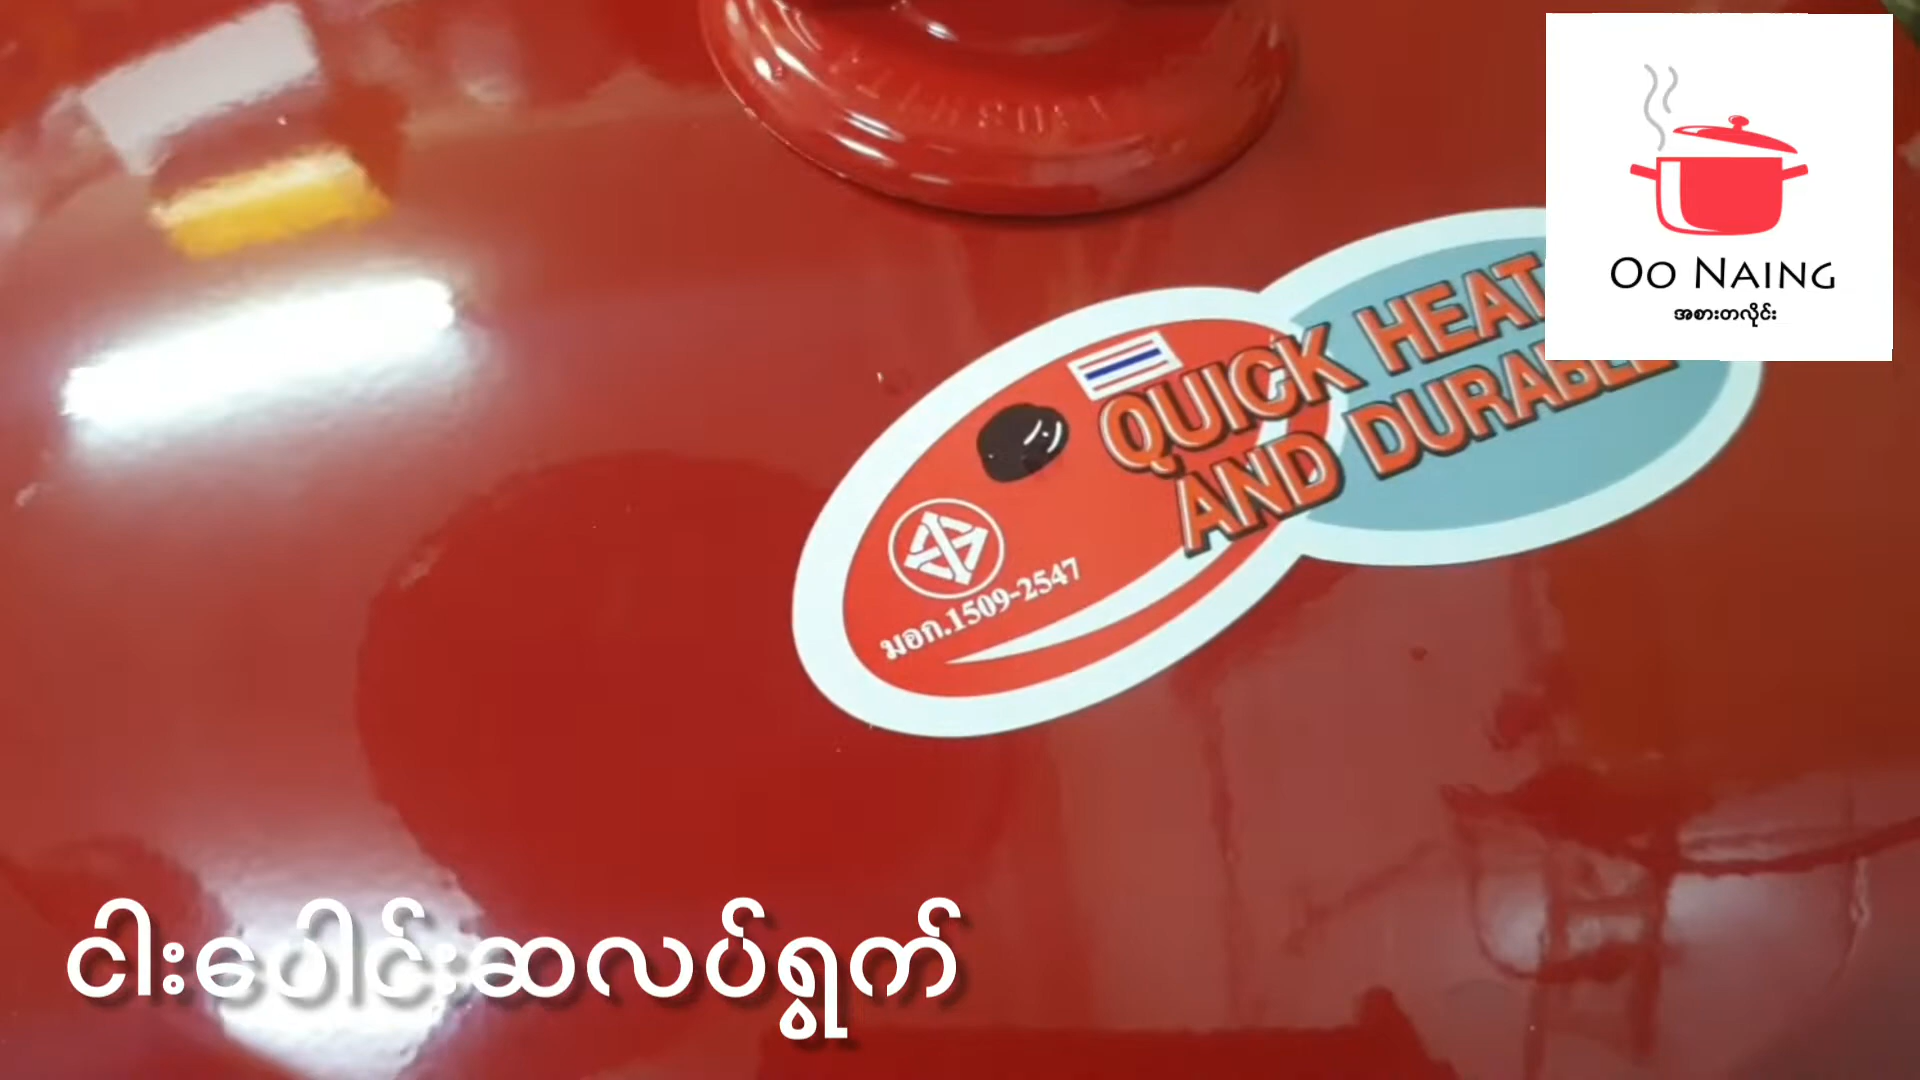 QUICK HEAT
AND DURABLE
มอก.1509-2547
OO NAING
အစားတလိုင်း
ငါးပေါင်းဆလပ်ရွက်